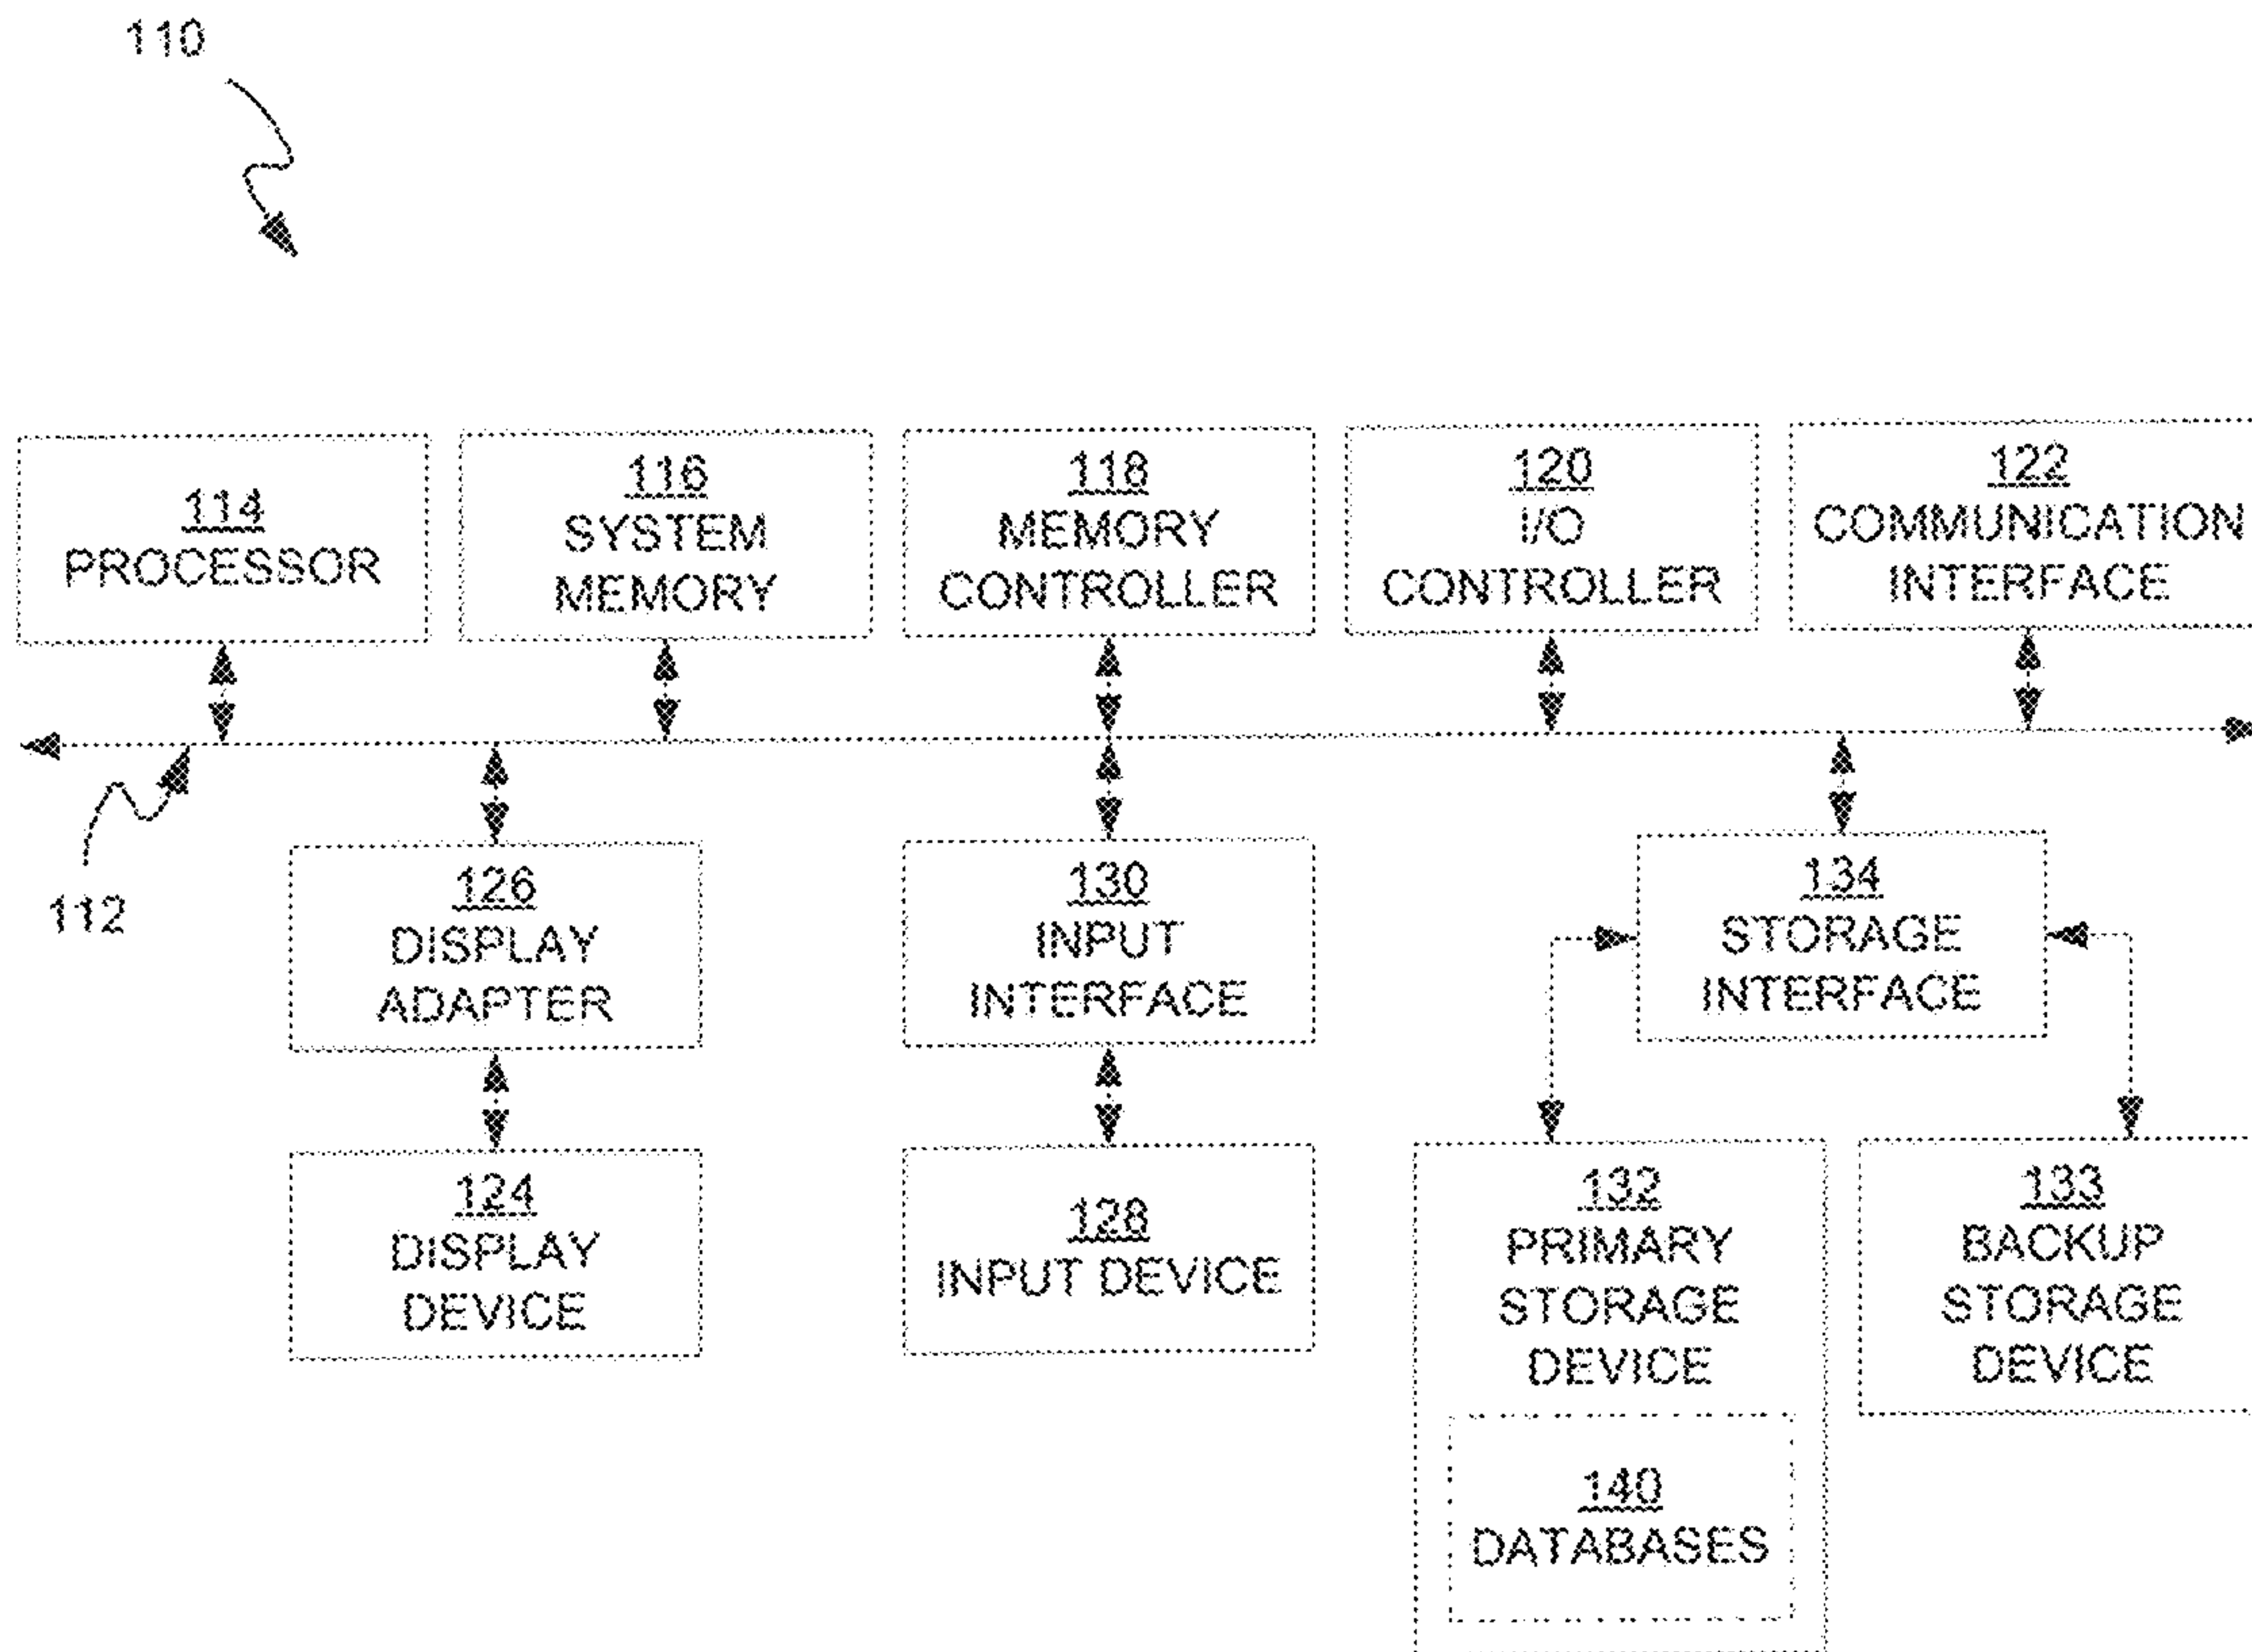 110
114
PROCESSOR
116
SYSTEM
MEMORY
118
MEMORY
CONTROLLER
120
I/O
CONTROLLER
122
COMMUNICATION
INTERFACE
112
126
DISPLAY
ADAPTER
130
INPUT
INTERFACE
134
STORAGE
INTERFACE
124
DISPLAY
DEVICE
128
INPUT DEVICE
132
PRIMARY
STORAGE
DEVICE
133
BACKUP
STORAGE
DEVICE
140
DATABASES